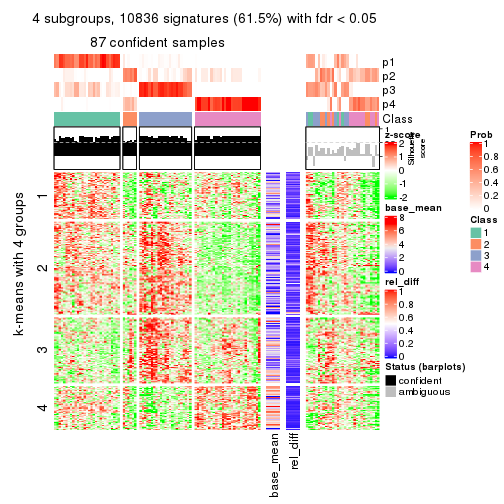 4 subgroups, 10836 signatures (61.5%) with fdr < 0.05
87 confident samples
p1
p2
p3
p4
Class
1
Silhouette
score
k-means with 4 groups
1
2
3
4
base_mean
rel_diff
z-score
2
1
0
-1
-2
base_mean
8
6
4
2
0
rel_diff
1
0.8
0.6
0.4
0.2
0
Status (barplots)
confident
ambiguous
Prob
1
0.8
0.6
0.4
0.2
0
Class
1
2
3
4